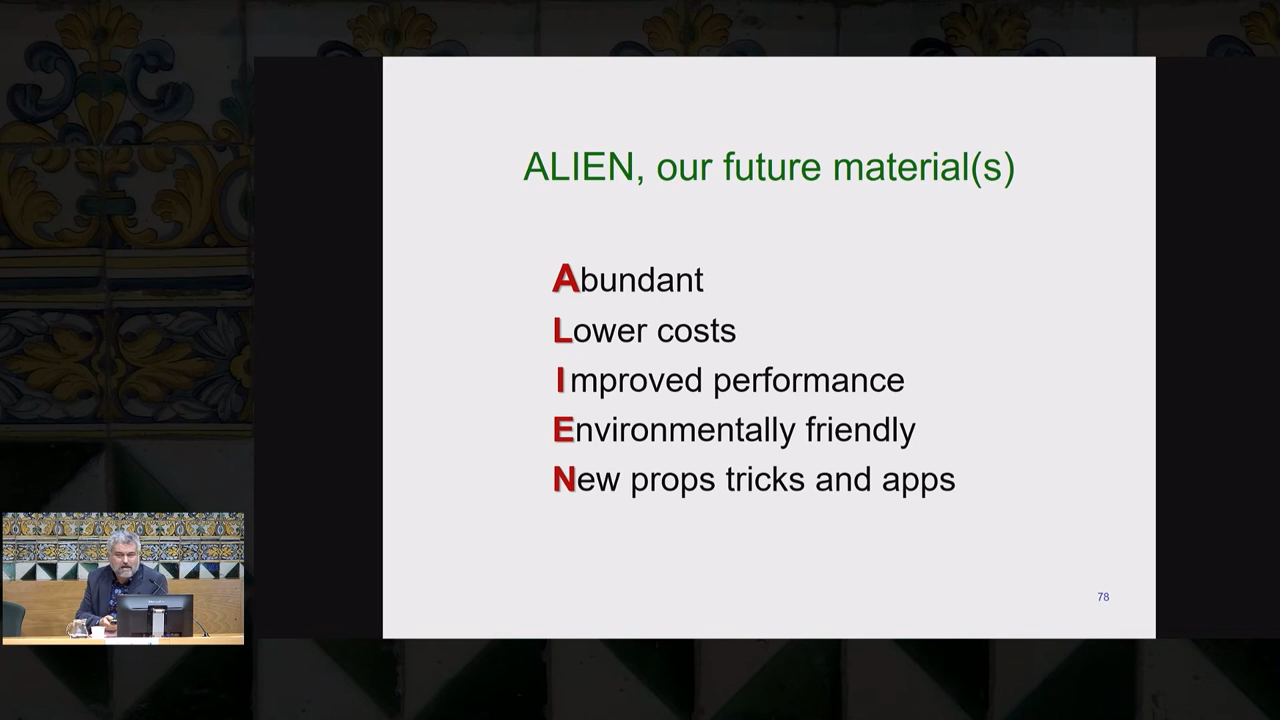 ALIEN, our future material(s)
Abundant
Lower costs
Improved performance
Environmentally friendly
New props tricks and apps
78